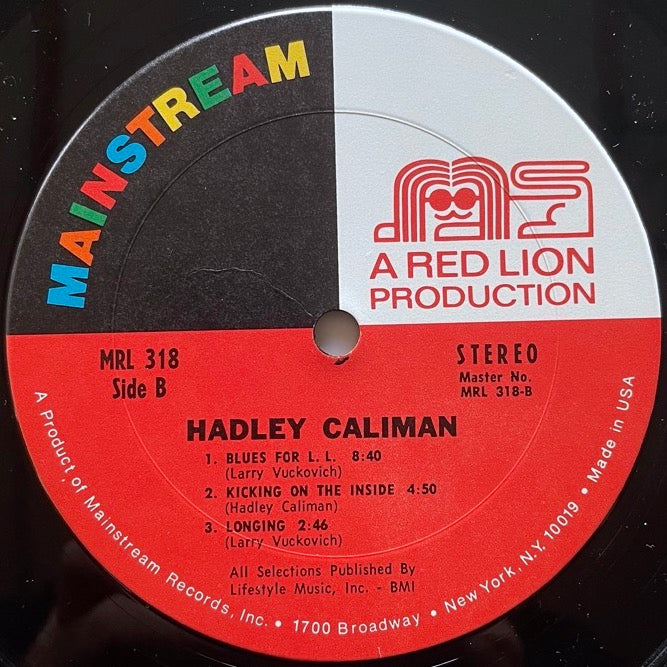 MAINSTREAM
A RED LION
PRODUCTION
MRL 318
Side B
STEREO
Master No.
MRL 318-B
HADLEY CALIMAN
1. BLUES FOR L. L. 8:40
(Larry Vuckovich)
2. KICKING ON THE INSIDE 4:50
(Hadley Caliman)
3. LONGING 2:46
(Larry Vuckovich)
All Selections Published By
Lifestyle Music, Inc. - BMI
A Product of Mainstream Records, Inc. • 1700 Broadway • New York, N.Y. 10019 • Made in USA